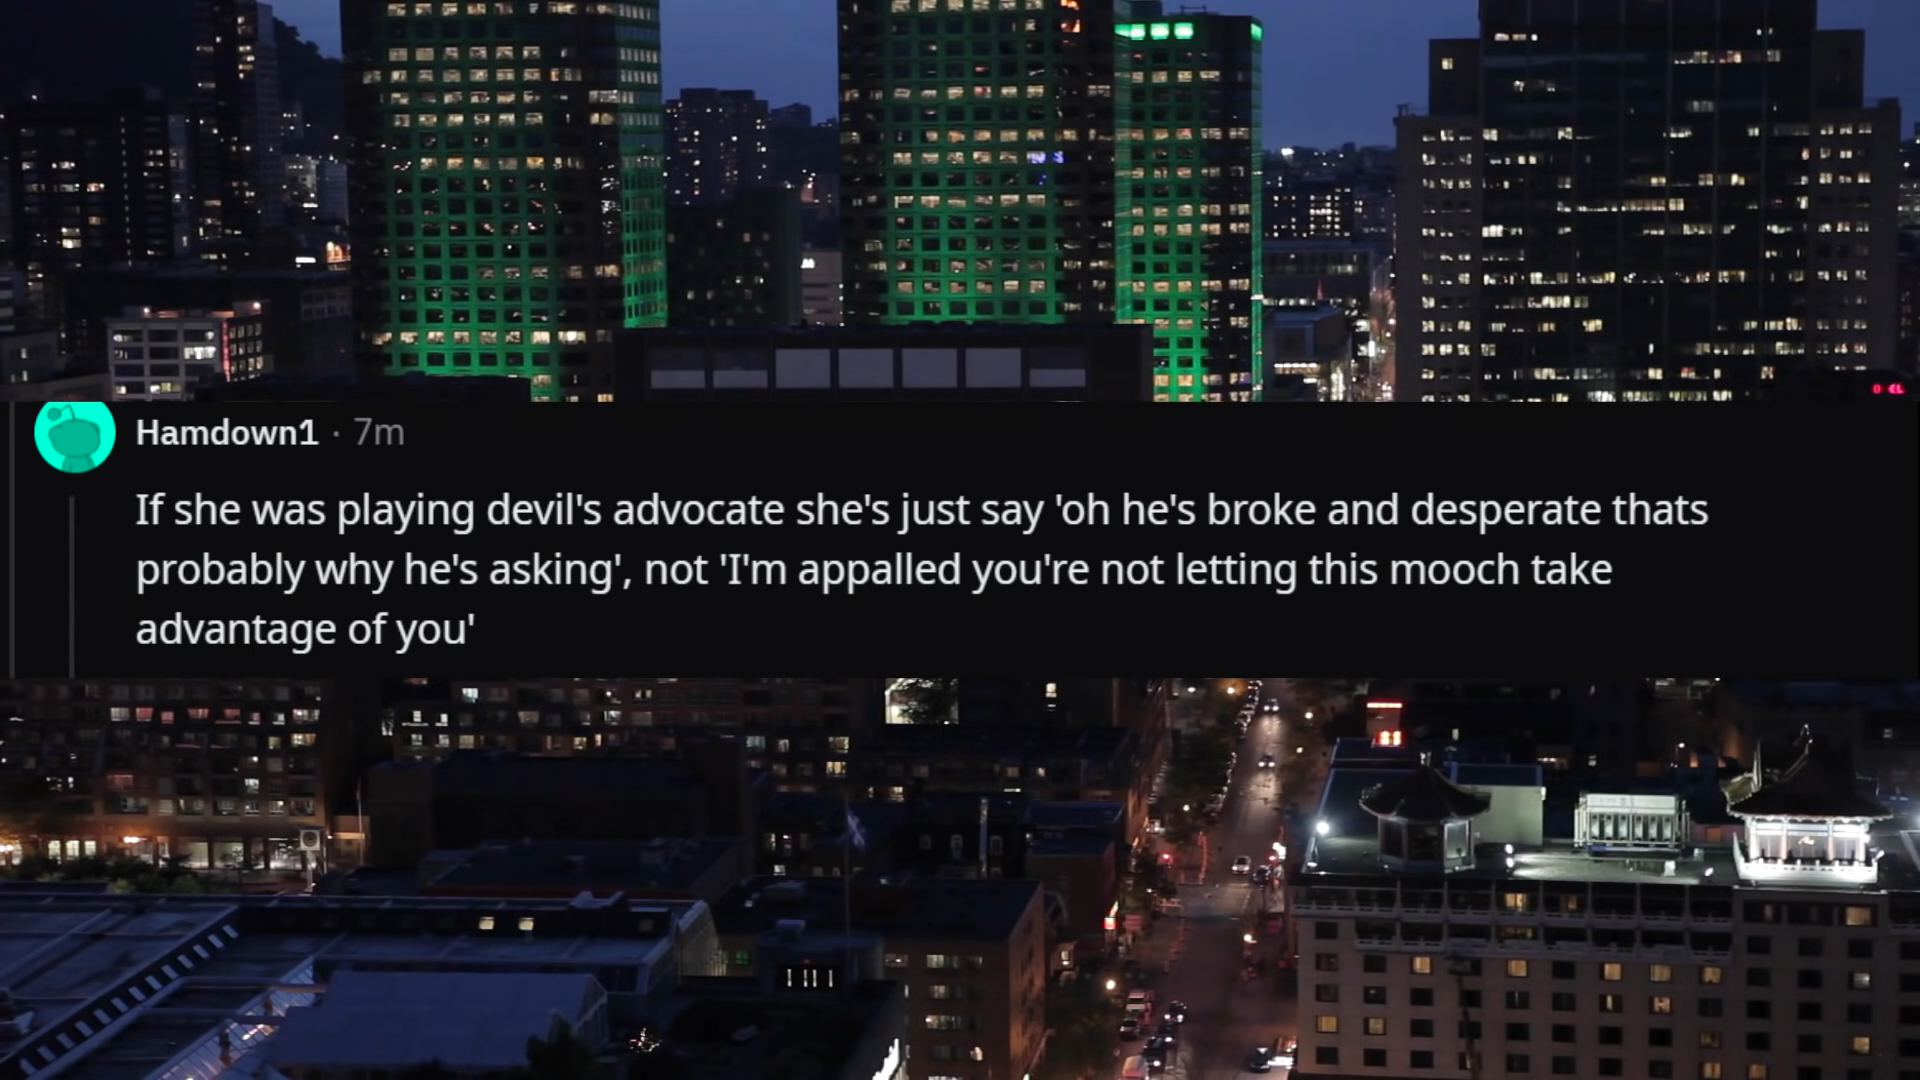 Hamdown1 · 7m
If she was playing devil's advocate she's just say 'oh he's broke and desperate thats
probably why he's asking', not 'I'm appalled you're not letting this mooch take
advantage of you'